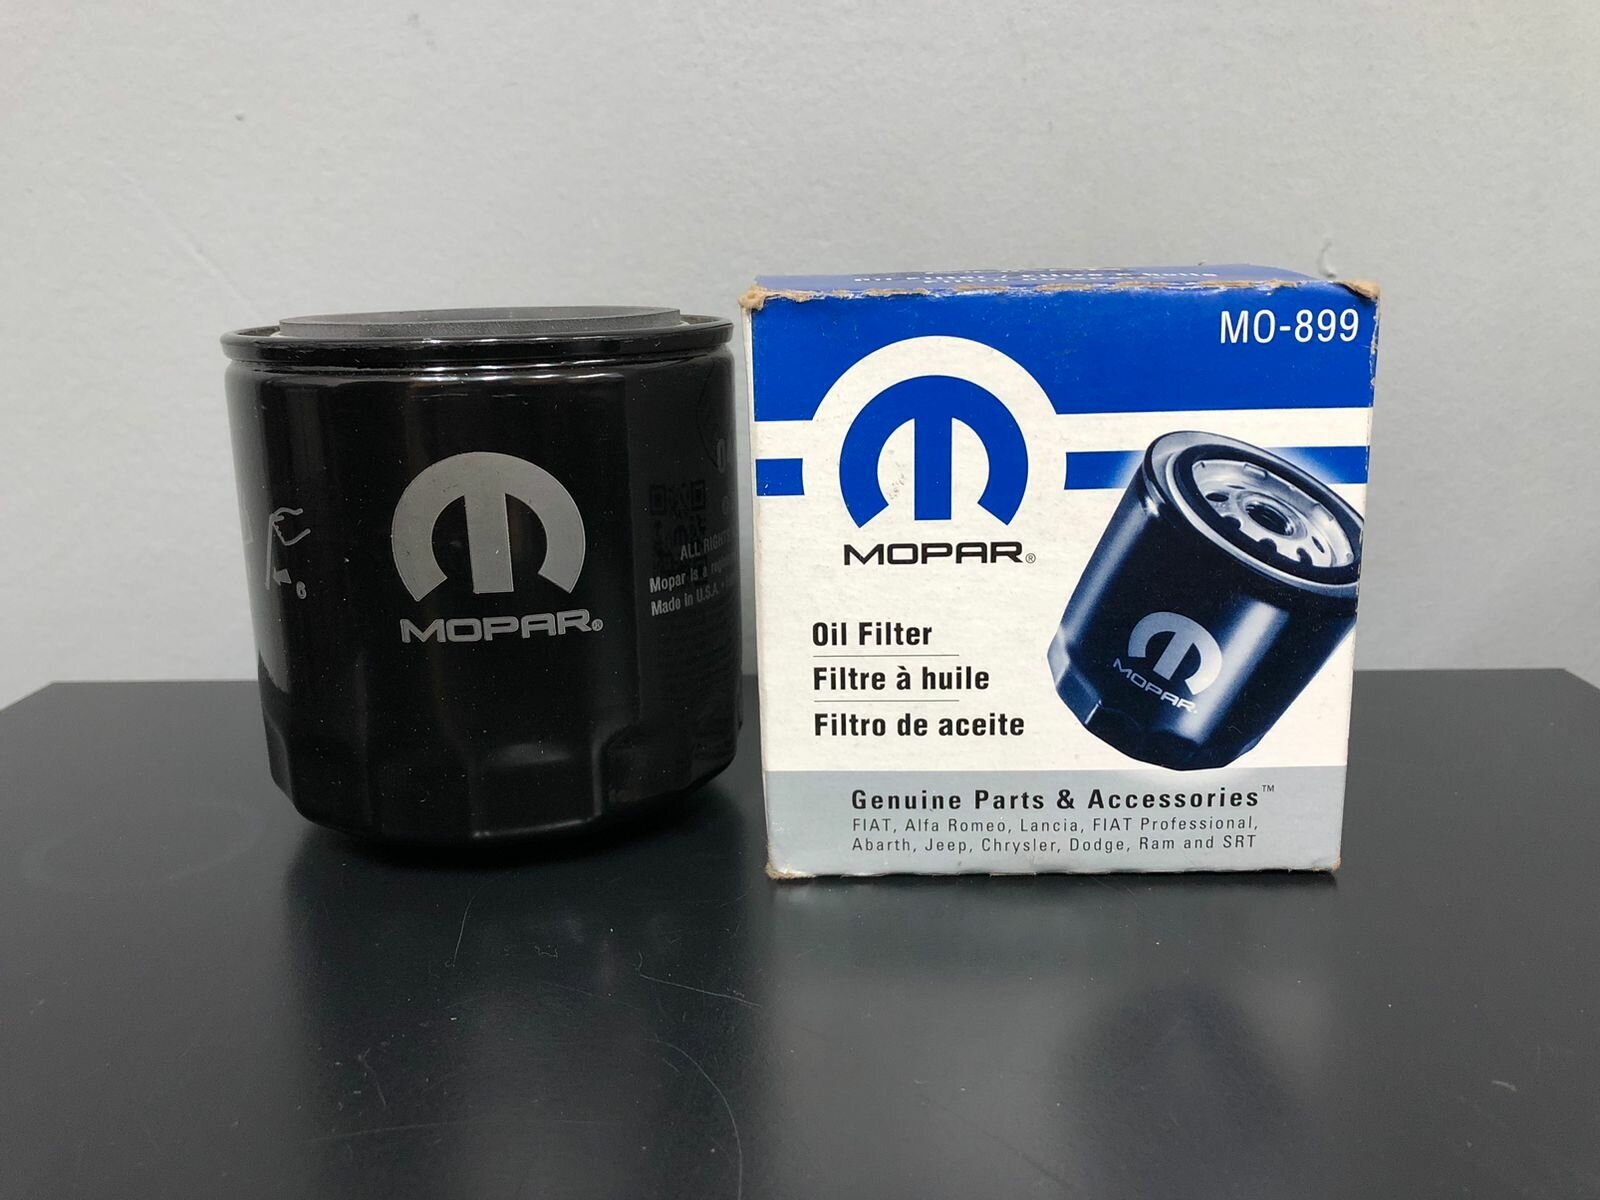 MOPAR®
6
ALL RIGHTS
Mopar is a
Made in U.S.A.
MO-899
MOPAR®
Oil Filter
Filtre à huile
Filtro de aceite
MOPAR®
Genuine Parts & Accessories™
FIAT, Alfa Romeo, Lancia, FIAT Professional,
Abarth, Jeep, Chrysler, Dodge, Ram and SRT